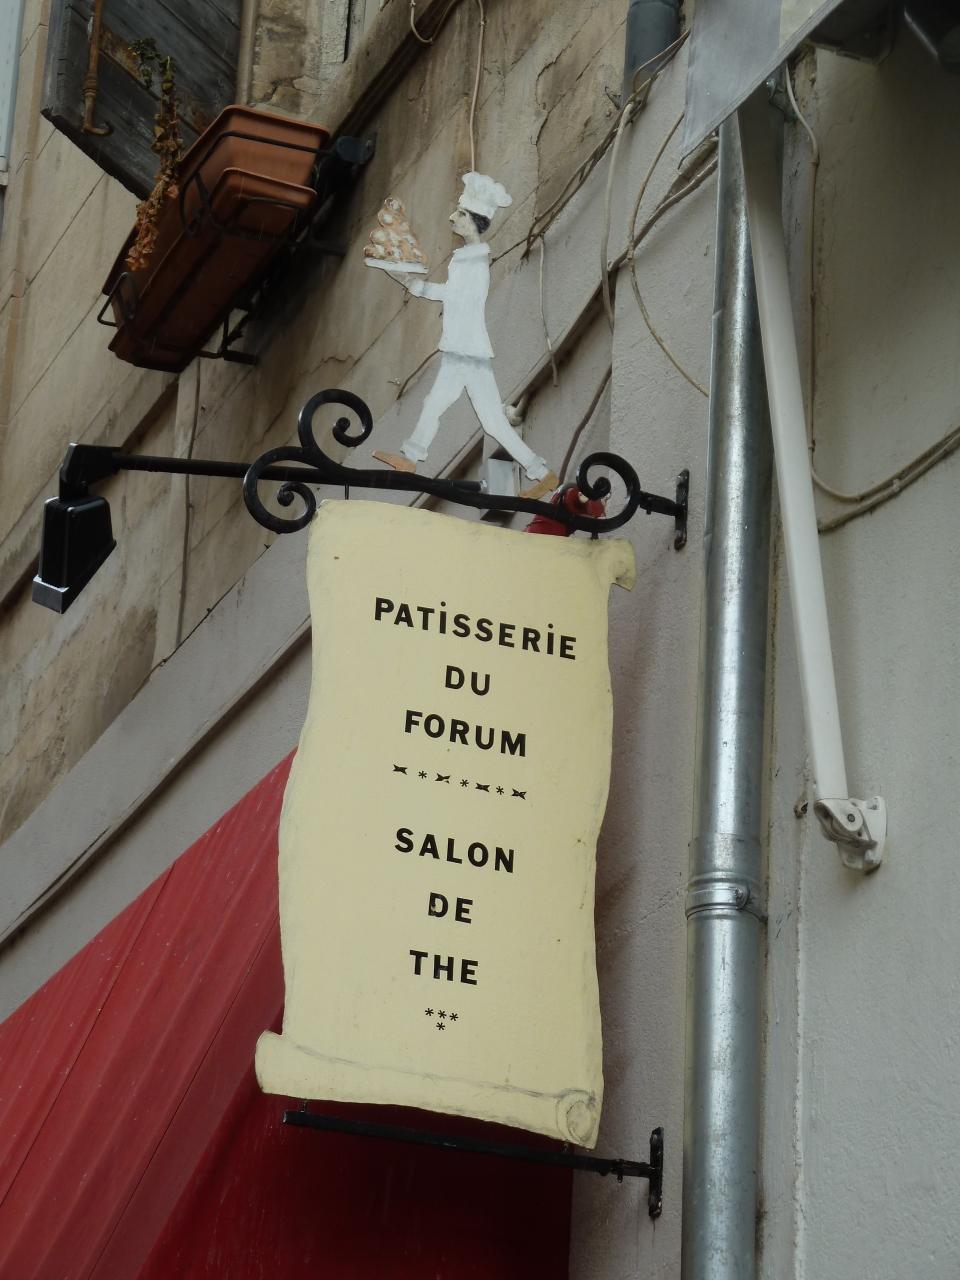 PATiSSERiE
DU
FORUM
SALON
DE
THE